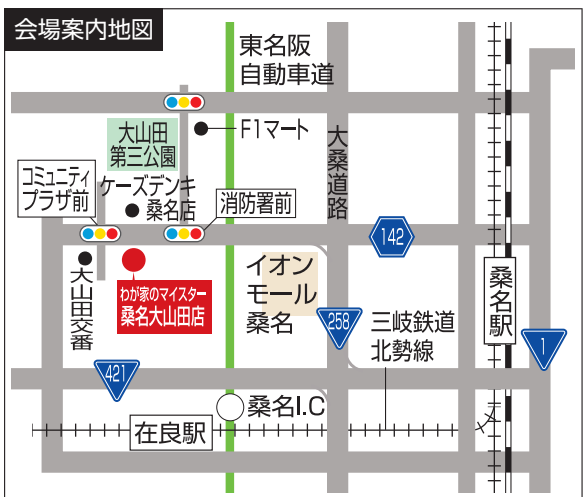 会場案内地図
東名阪
自動車道
大山田
第三公園
F1マート
大桑道路
コミュニティ
プラザ前
ケーズデンキ
桑名店
消防署前
142
大山田交番
わが家のマイスター
桑名大山田店
イオン
モール
桑名
258
三岐鉄道
北勢線
桑名駅
1
421
桑名I.C
在良駅